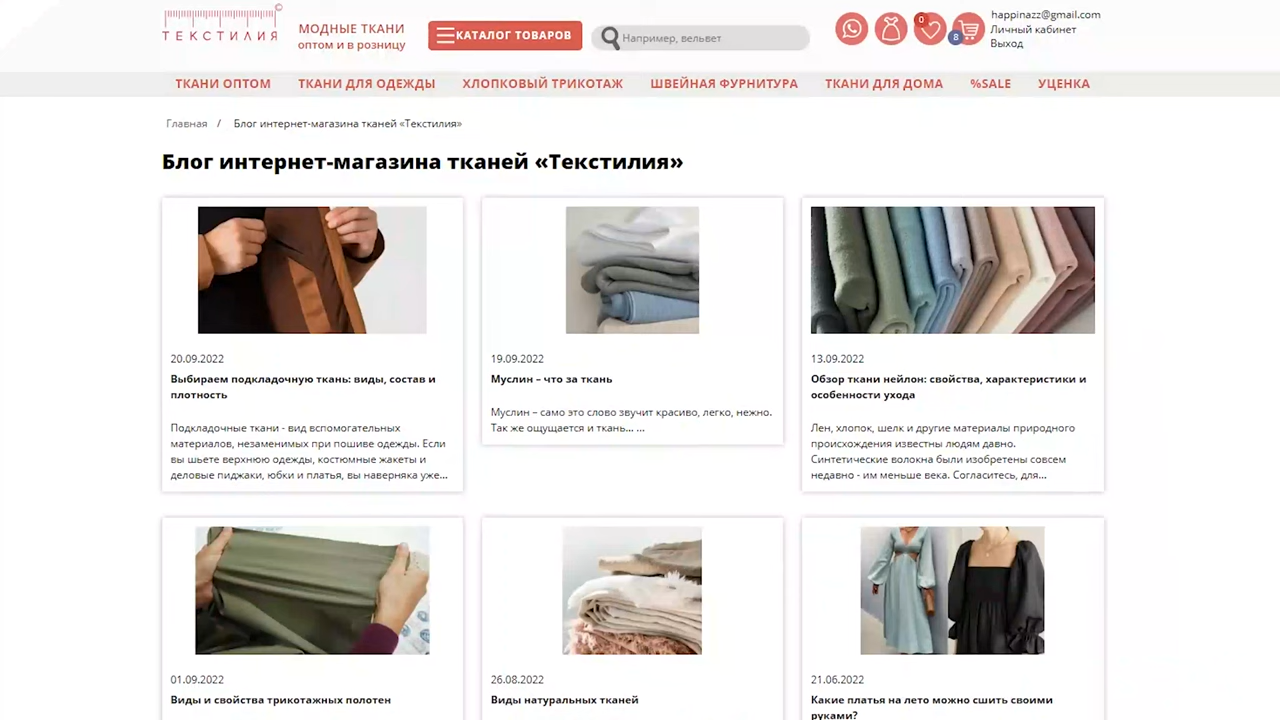 ТЕКСТИЛИЯ
©
МОДНЫЕ ТКАНИ
оптом и в розницу
КАТАЛОГ ТОВАРОВ
Например, вельвет
0
8
happinazz@gmail.com
Личный кабинет
Выход
ТКАНИ ОПТОМ ТКАНИ ДЛЯ ОДЕЖДЫ ХЛОПКОВЫЙ ТРИКОТАЖ ШВЕЙНАЯ ФУРНИТУРА ТКАНИ ДЛЯ ДОМА %SALE УЦЕНКА
Главная / Блог интернет-магазина тканей «Текстилия»
Блог интернет-магазина тканей «Текстилия»
20.09.2022
Выбираем подкладочную ткань: виды, состав и
плотность
Подкладочные ткани - вид вспомогательных
материалов, незаменимых при пошиве одежды. Если
вы шьете верхнюю одежды, костюмные жакеты и
деловые пиджаки, юбки и платья, вы наверняка уже...
19.09.2022
Муслин – что за ткань
Муслин – само это слово звучит красиво, легко, нежно.
Так же ощущается и ткань... ...
13.09.2022
Обзор ткани нейлон: свойства, характеристики и
особенности ухода
Лен, хлопок, шелк и другие материалы природного
происхождения известны людям давно.
Синтетические волокна были изобретены совсем
недавно - им меньше века. Согласитесь, для...
01.09.2022
Виды и свойства трикотажных полотен
26.08.2022
Виды натуральных тканей
21.06.2022
Какие платья на лето можно сшить своими
руками?